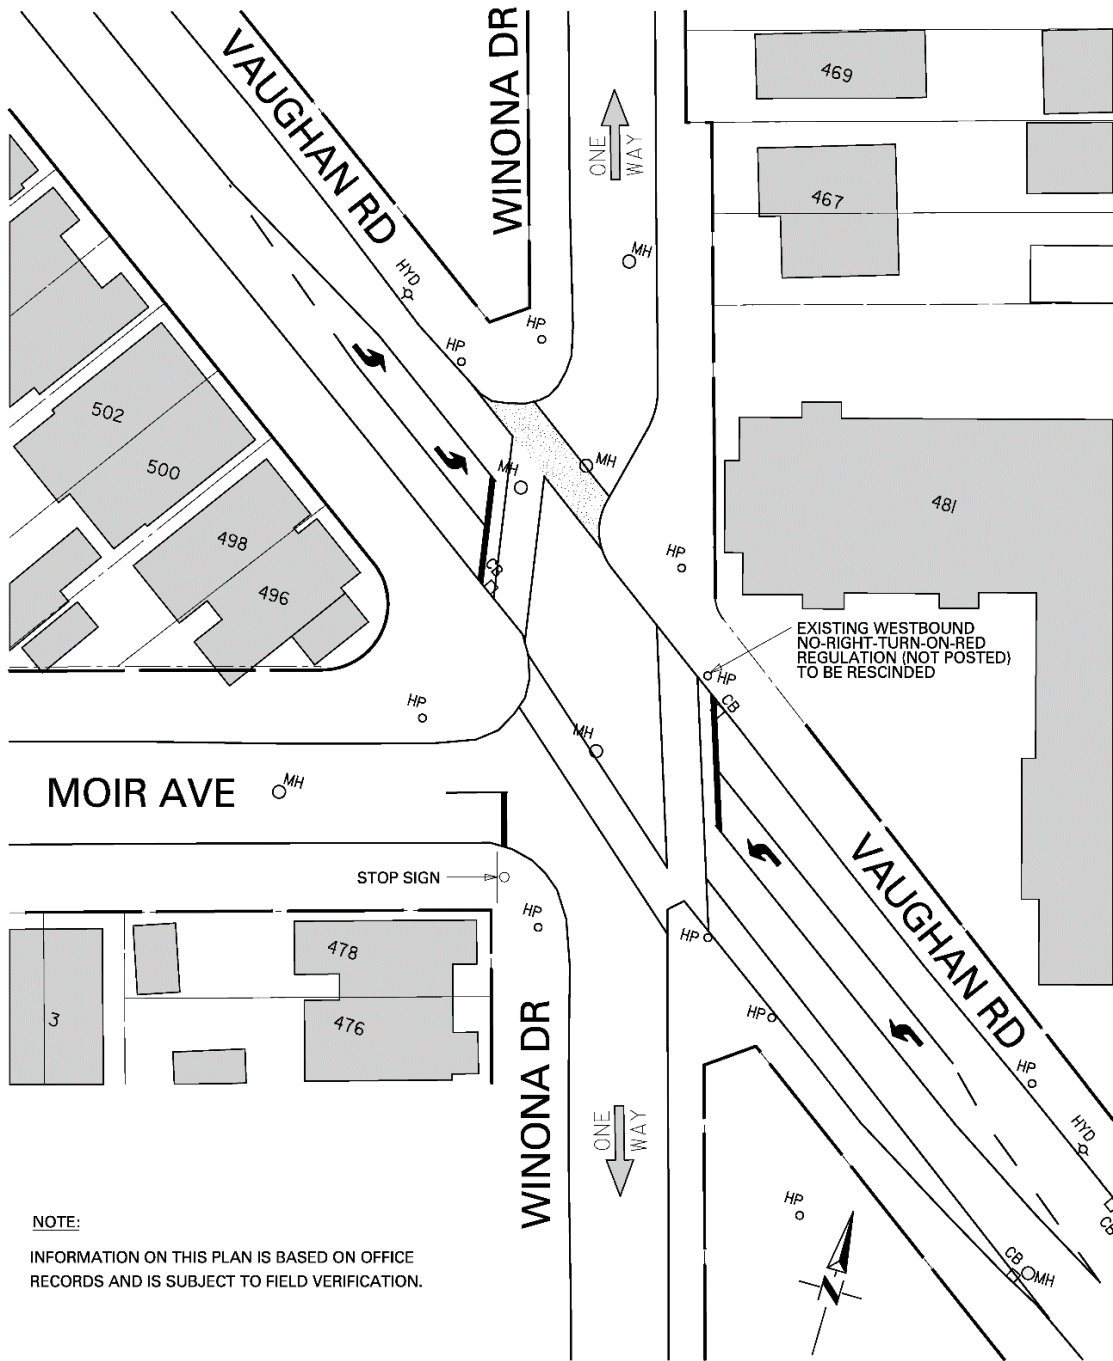 WINONA DR
VAUGHAN RD
469
ONE
WAY
467
MH
HYD
HP
HP
502
500
MH
MH
498
481
CB
HP
496
EXISTING WESTBOUND
NO-RIGHT-TURN-ON-RED
REGULATION (NOT POSTED)
TO BE RESCINDED
HP
HP
CB
MH
MOIR AVE
MH
VAUGHAN RD
STOP SIGN
HP
HP
478
3
476
HP
WINONA DR
HP
ONE
WAY
HYD
HP
CB
NOTE:
INFORMATION ON THIS PLAN IS BASED ON OFFICE
RECORDS AND IS SUBJECT TO FIELD VERIFICATION.
CB
MH
N